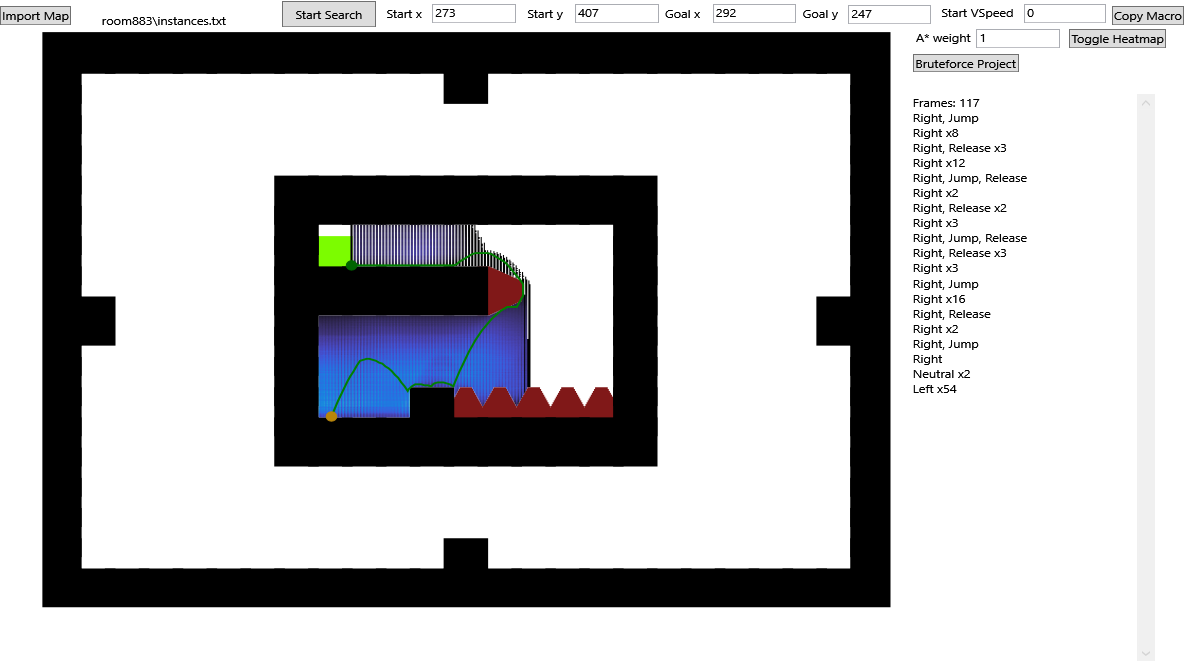 Import Map
room883\instances.txt
Start Search
Start x 273
Start y 407
Goal x 292
Goal y 247
Start VSpeed 0
Copy Macro
A* weight 1
Toggle Heatmap
Bruteforce Project
Frames: 117
Right, Jump
Right x8
Right, Release x3
Right x12
Right, Jump, Release
Right x2
Right, Release x2
Right x3
Right, Jump, Release
Right, Release x3
Right x3
Right, Jump
Right x16
Right, Release
Right x2
Right, Jump
Right
Neutral x2
Left x54